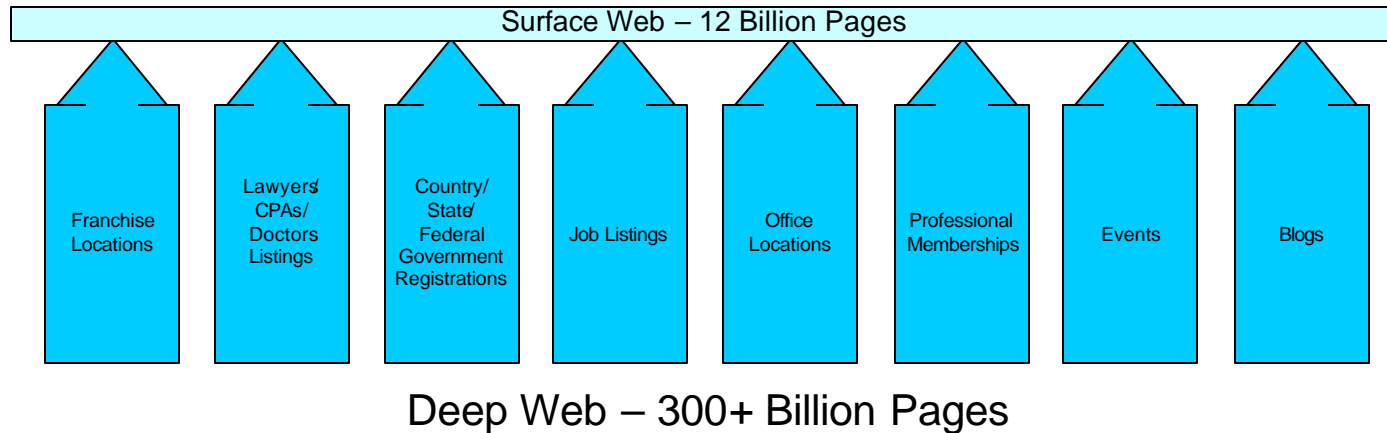 Surface Web – 12 Billion Pages
Franchise
Locations
Lawyers/
CPAs/
Doctors
Listings
Country/
State/
Federal
Government
Registrations
Job Listings
Office
Locations
Professional
Memberships
Events
Blogs
Deep Web – 300+ Billion Pages